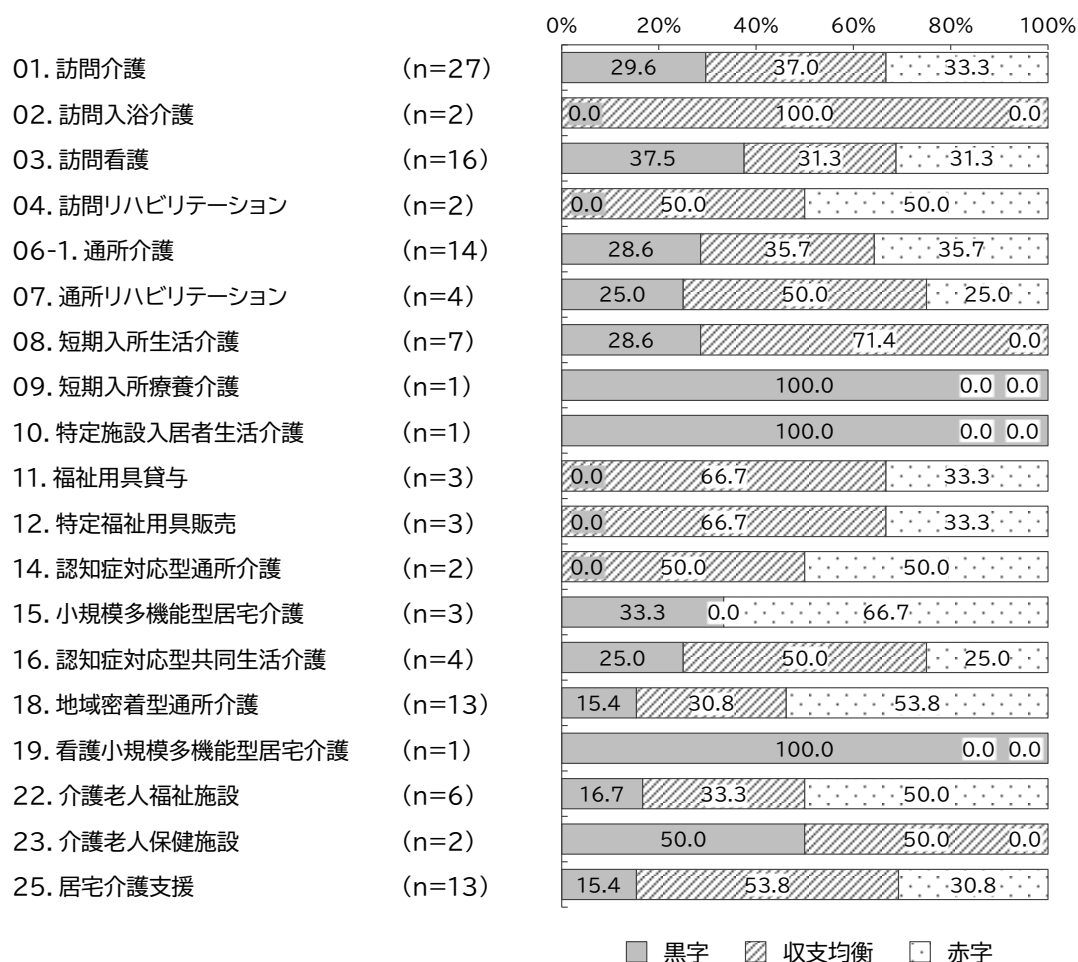 0% 20% 40% 60% 80% 100%
01. 訪問介護 (n=27) 29.6 37.0 33.3
02. 訪問入浴介護 (n=2) 0.0 100.0 0.0
03. 訪問看護 (n=16) 37.5 31.3 31.3
04. 訪問リハビリテーション (n=2) 0.0 50.0 50.0
06-1. 通所介護 (n=14) 28.6 35.7 35.7
07. 通所リハビリテーション (n=4) 25.0 50.0 25.0
08. 短期入所生活介護 (n=7) 28.6 71.4 0.0
09. 短期入所療養介護 (n=1) 100.0 0.0 0.0
10. 特定施設入居者生活介護 (n=1) 100.0 0.0 0.0
11. 福祉用具貸与 (n=3) 0.0 66.7 33.3
12. 特定福祉用具販売 (n=3) 0.0 66.7 33.3
14. 認知症対応型通所介護 (n=2) 0.0 50.0 50.0
15. 小規模多機能型居宅介護 (n=3) 33.3 0.0 66.7
16. 認知症対応型共同生活介護 (n=4) 25.0 50.0 25.0
18. 地域密着型通所介護 (n=13) 15.4 30.8 53.8
19. 看護小規模多機能型居宅介護 (n=1) 100.0 0.0 0.0
22. 介護老人福祉施設 (n=6) 16.7 33.3 50.0
23. 介護老人保健施設 (n=2) 50.0 50.0 0.0
25. 居宅介護支援 (n=13) 15.4 53.8 30.8
黒字 収支均衡 赤字